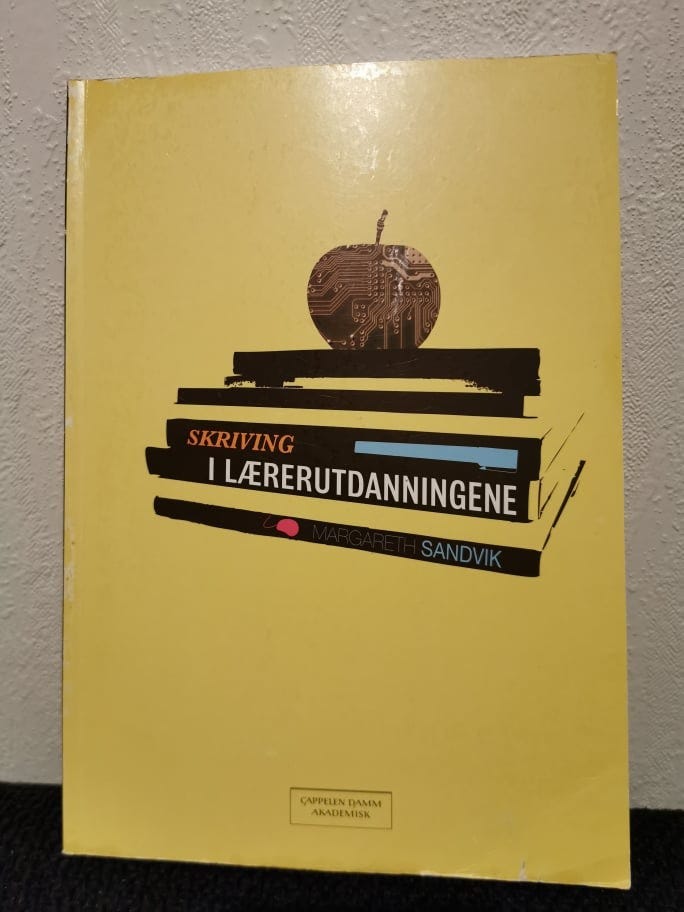 SKRIVING
I LÆRERUTDANNINGENE
MARGARETH SANDVIK
CAPPELEN DAMM
AKADEMISK